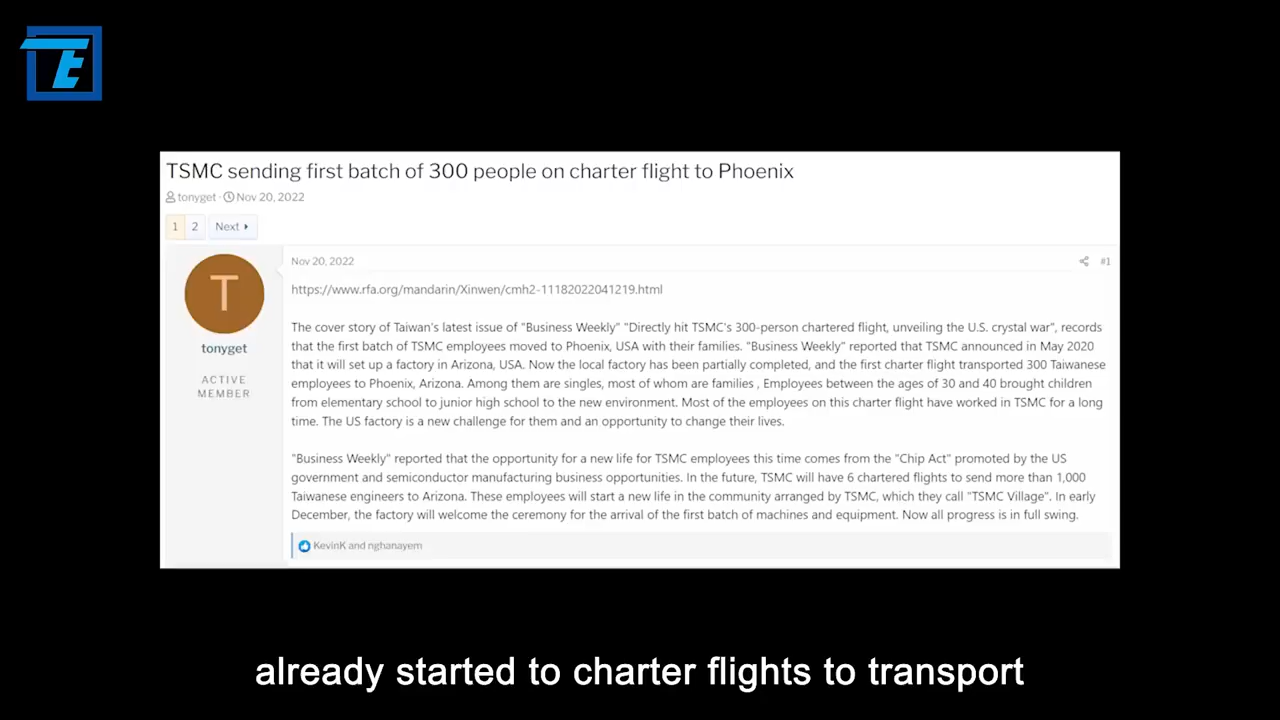 TE
TSMC sending first batch of 300 people on charter flight to Phoenix
tonyget · Nov 20, 2022
1 2 Next
Nov 20, 2022 #1
T
https://www.rfa.org/mandarin/Xinwen/cmh2-11182022041219.html
tonyget
ACTIVE
MEMBER
The cover story of Taiwan's latest issue of "Business Weekly" "Directly hit TSMC's 300-person chartered flight, unveiling the U.S. crystal war", records
that the first batch of TSMC employees moved to Phoenix, USA with their families. "Business Weekly" reported that TSMC announced in May 2020
that it will set up a factory in Arizona, USA. Now the local factory has been partially completed, and the first charter flight transported 300 Taiwanese
employees to Phoenix, Arizona. Among them are singles, most of whom are families , Employees between the ages of 30 and 40 brought children
from elementary school to junior high school to the new environment. Most of the employees on this charter flight have worked in TSMC for a long
time. The US factory is a new challenge for them and an opportunity to change their lives.
"Business Weekly" reported that the opportunity for a new life for TSMC employees this time comes from the "Chip Act" promoted by the US
government and semiconductor manufacturing business opportunities. In the future, TSMC will have 6 chartered flights to send more than 1,000
Taiwanese engineers to Arizona. These employees will start a new life in the community arranged by TSMC, which they call "TSMC Village". In early
December, the factory will welcome the ceremony for the arrival of the first batch of machines and equipment. Now all progress is in full swing.
KevinK and nghanayem
already started to charter flights to transport